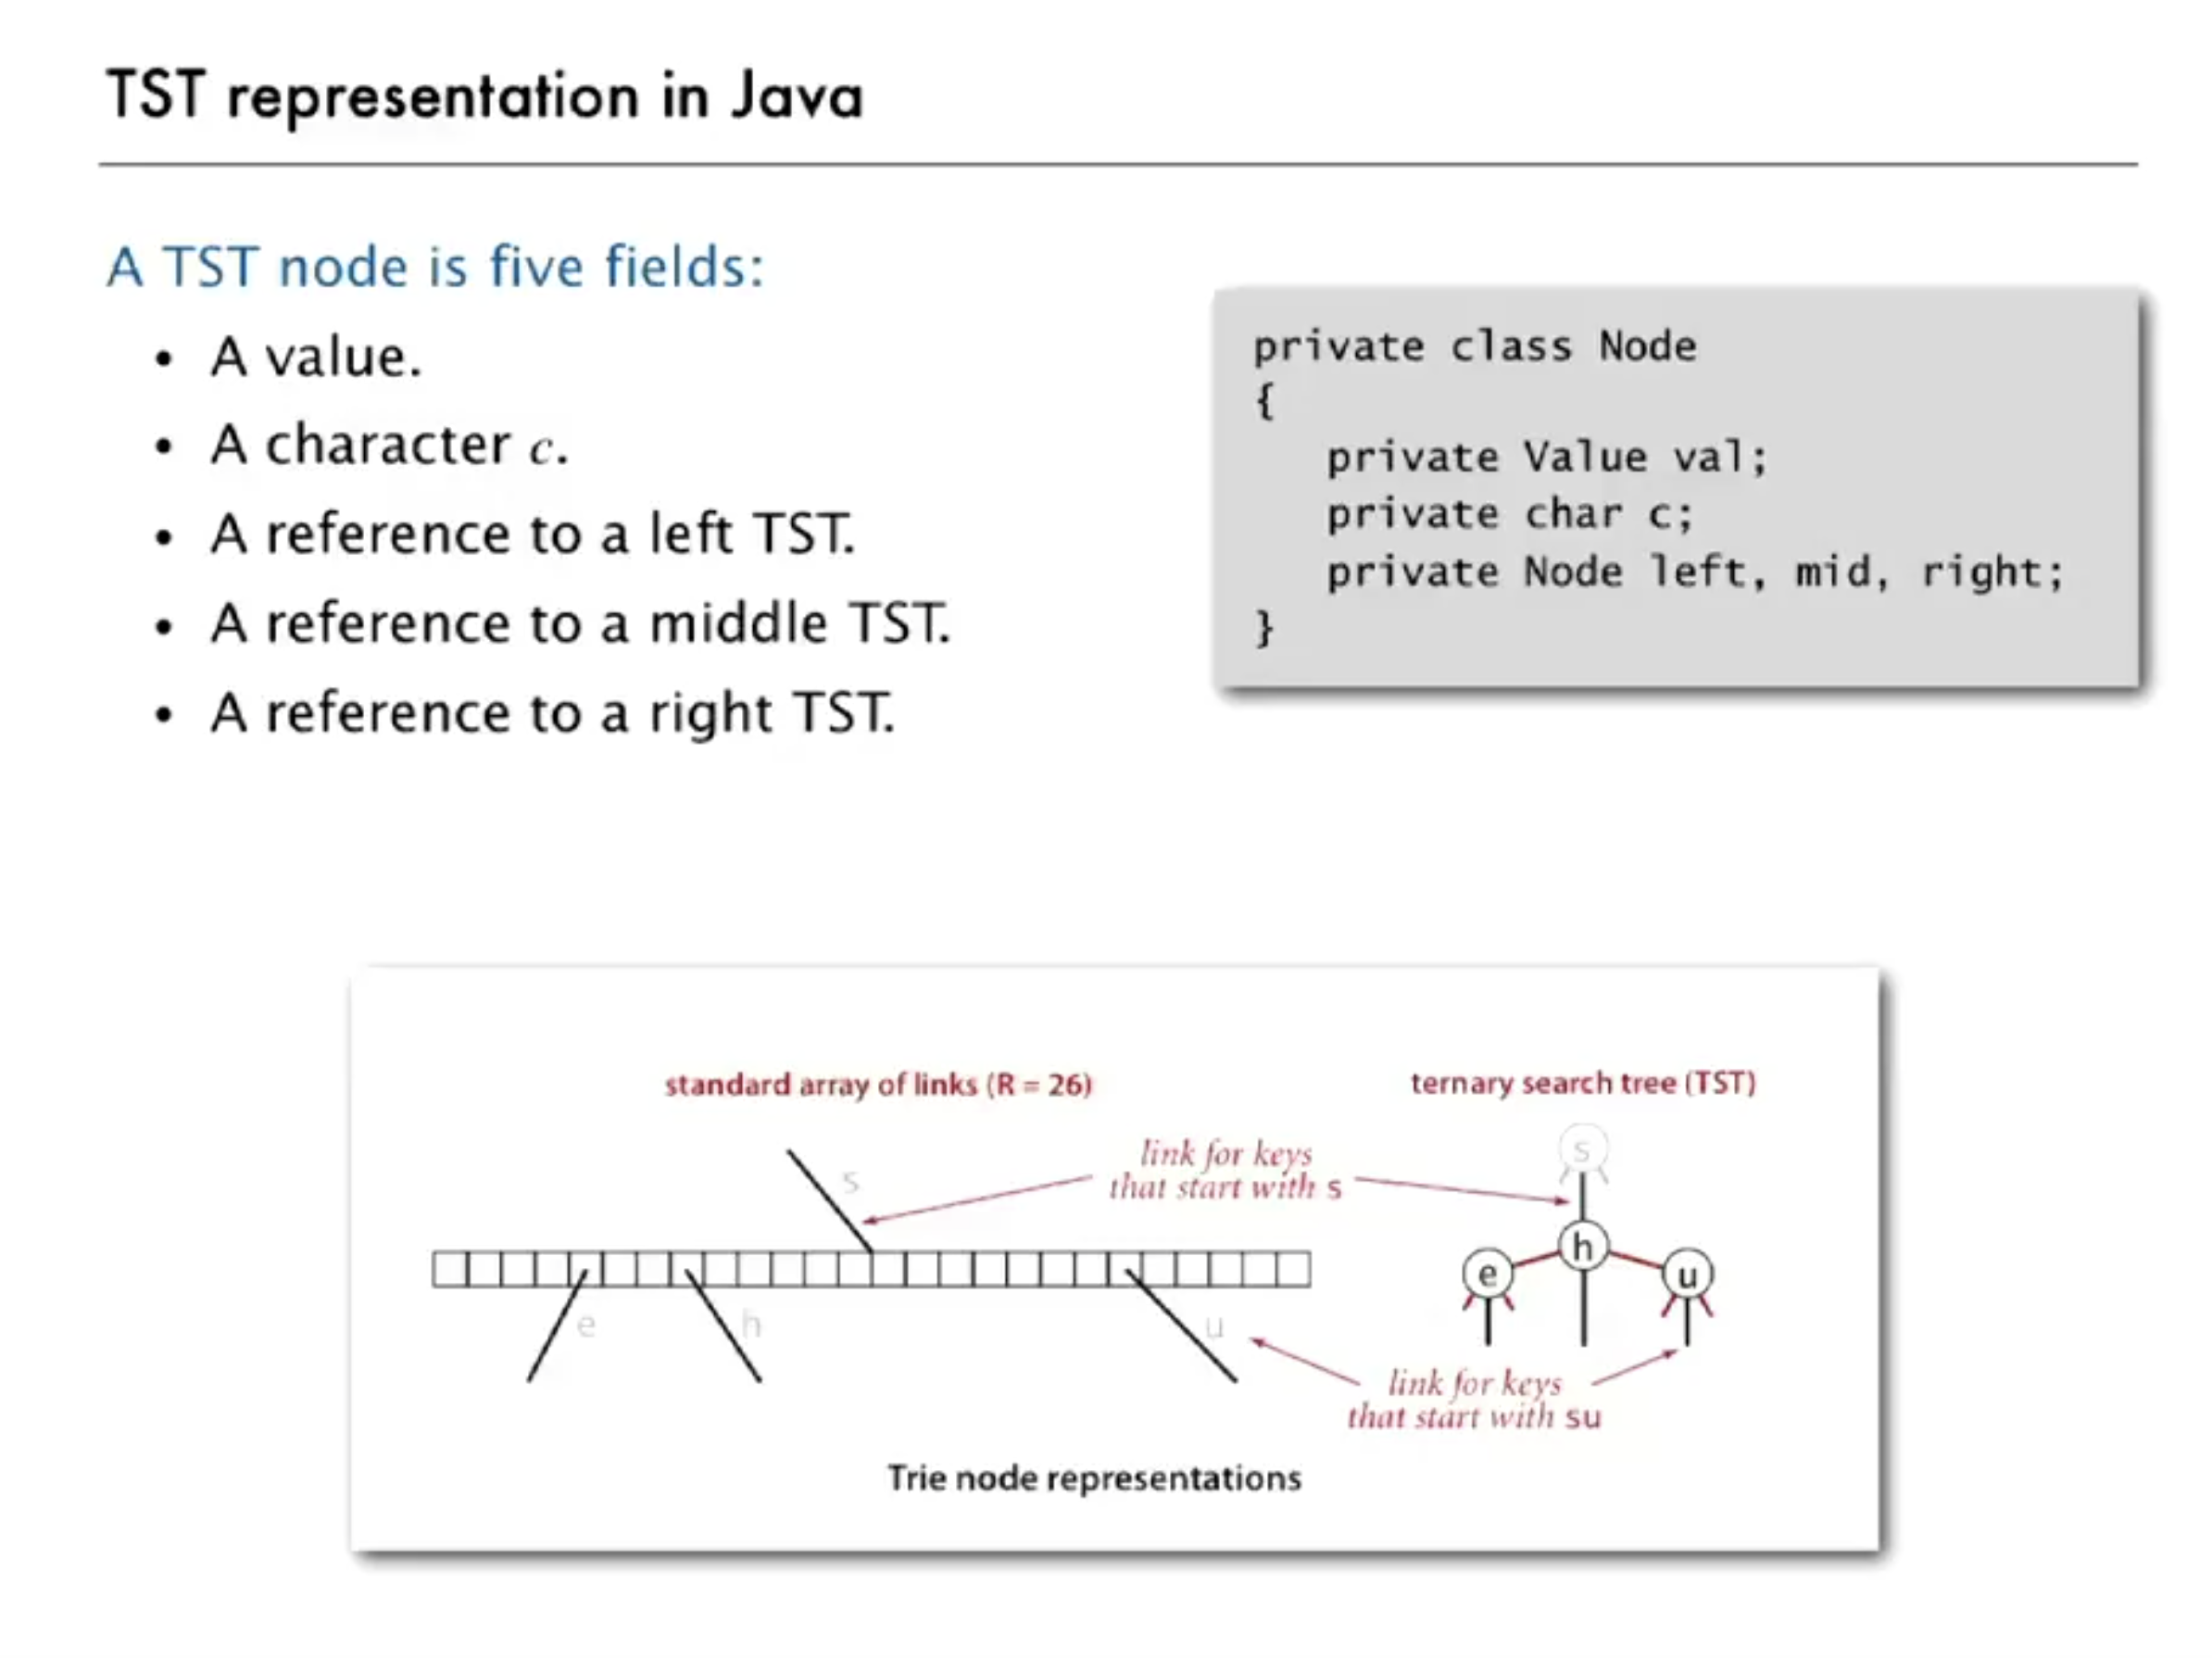 TST representation in Java
A TST node is five fields:
• A value.
• A character c.
• A reference to a left TST.
• A reference to a middle TST.
• A reference to a right TST.
private class Node
{
private Value val;
private char c;
private Node left, mid, right;
}
standard array of links (R = 26)
ternary search tree (TST)
link for keys
that start with s
s
s
h
e
u
e
h
u
link for keys
that start with su
Trie node representations